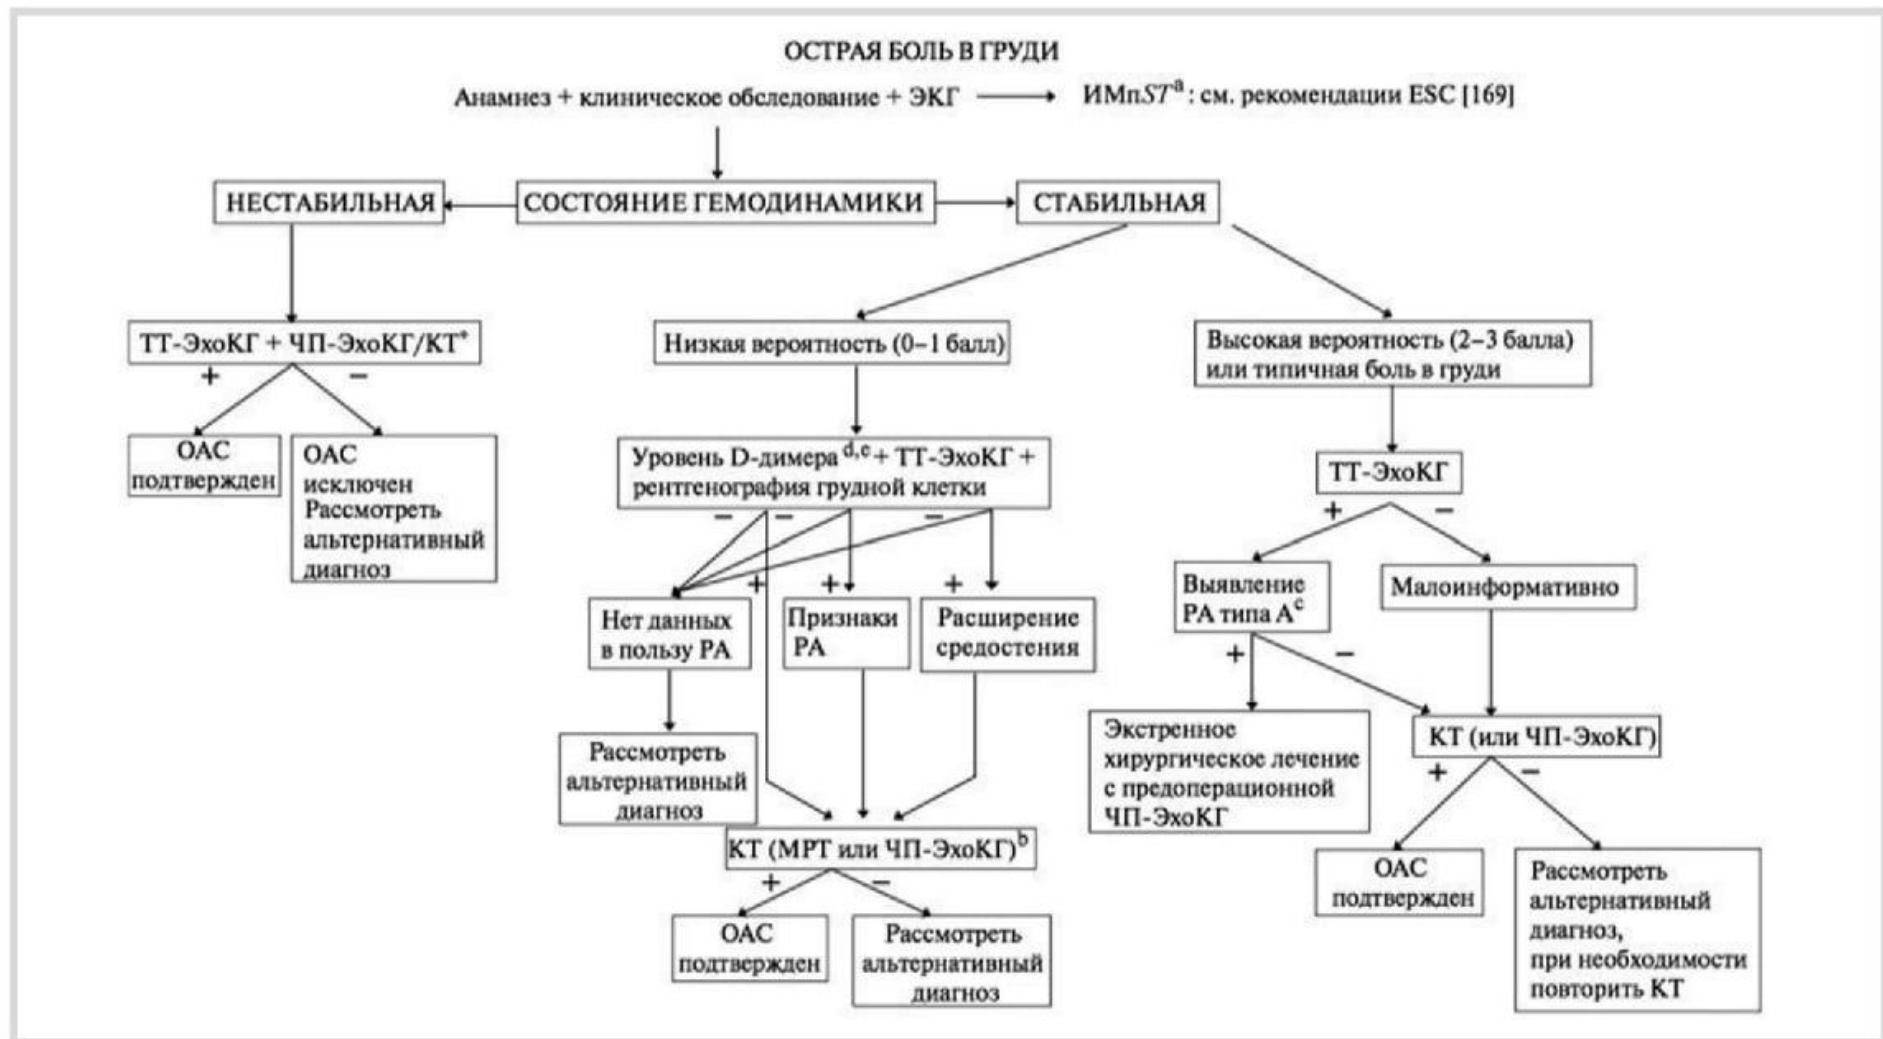 ОСТРАЯ БОЛЬ В ГРУДИ
Анамнез + клиническое обследование + ЭКГ
ИМпSTᵃ: см. рекомендации ESC [169]
НЕСТАБИЛЬНАЯ
СОСТОЯНИЕ ГЕМОДИНАМИКИ
СТАБИЛЬНАЯ
ТТ-ЭхоКГ + ЧП-ЭхоКГ/КТ*
+ −
ОАС
подтвержден
ОАС
исключен
Рассмотреть
альтернативный
диагноз
Низкая вероятность (0–1 балл)
Уровень D-димера ᵈ,ᵉ + ТТ-ЭхоКГ +
рентгенография грудной клетки
− − −
+ + +
Нет данных
в пользу РА
Признаки
РА
Расширение
средостения
Рассмотреть
альтернативный
диагноз
КТ (МРТ или ЧП-ЭхоКГ)ᵇ
+ −
ОАС
подтвержден
Рассмотреть
альтернативный
диагноз
Высокая вероятность (2–3 балла)
или типичная боль в груди
ТТ-ЭхоКГ
+ −
Выявление
РА типа Аᶜ
Малоинформативно
+ −
Экстренное
хирургическое лечение
с предоперационной
ЧП-ЭхоКГ
КТ (или ЧП-ЭхоКГ)
+ −
ОАС
подтвержден
Рассмотреть
альтернативный
диагноз,
при необходимости
повторить КТ